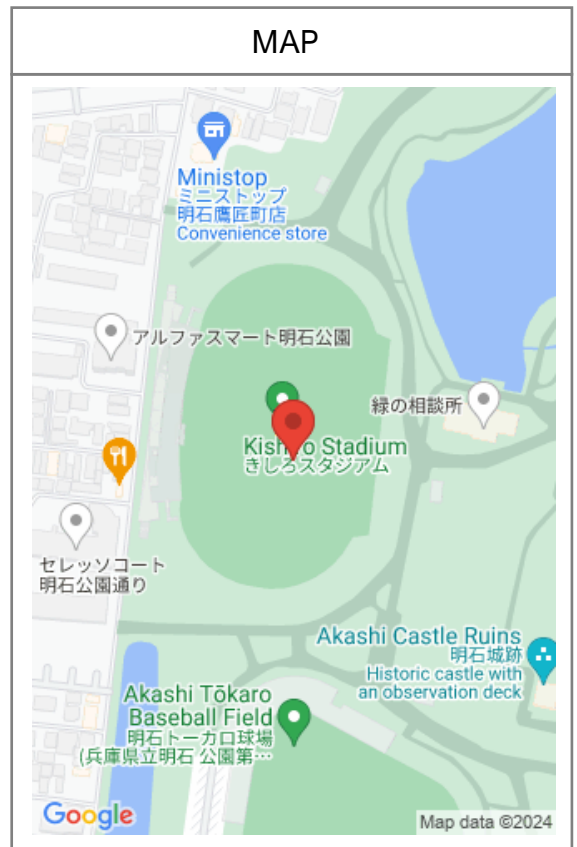 MAP
Ministop
ミニストップ
明石鷹匠町店
Convenience store
アルファスマート明石公園
緑の相談所
Kishiro Stadium
きしろスタジアム
セレッソコート
明石公園通り
Akashi Castle Ruins
明石城跡
Historic castle with
an observation deck
Akashi Tōkaro
Baseball Field
明石トーカロ球場
(兵庫県立明石 公園第…
Google
Map data ©2024